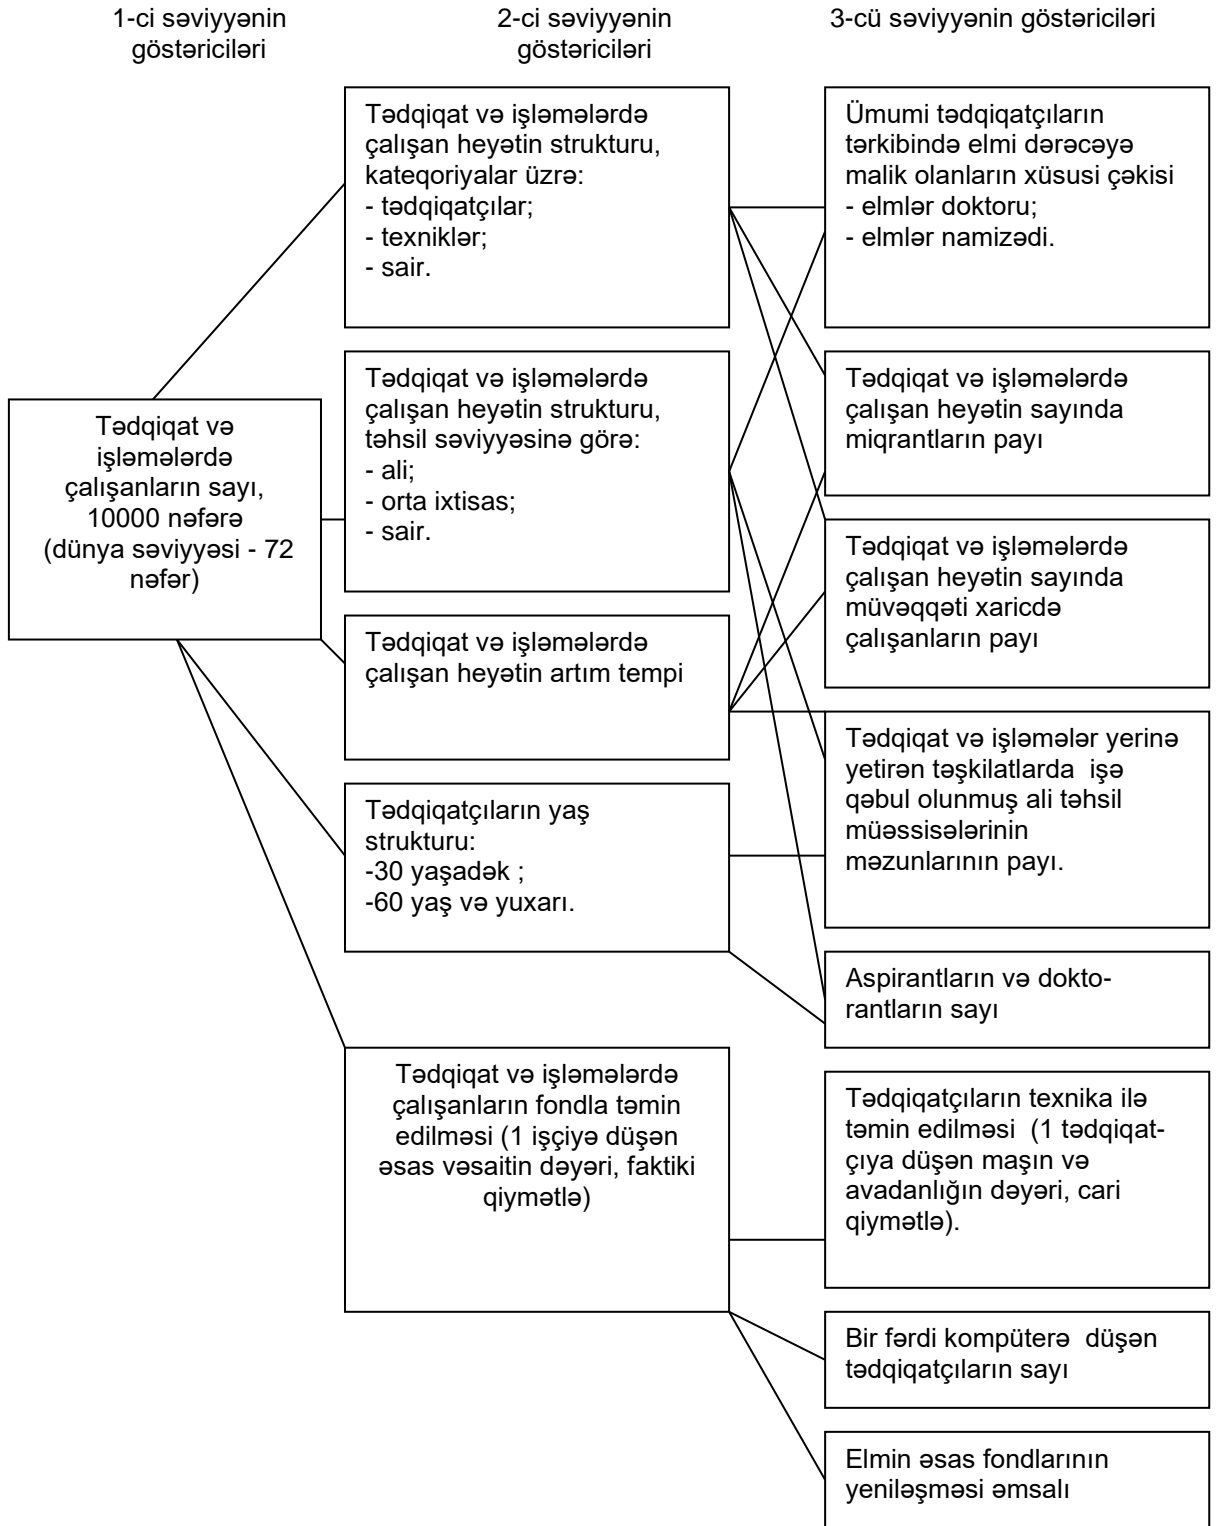 1-ci səviyyənin
göstəriciləri
2-ci səviyyənin
göstəriciləri
3-cü səviyyənin göstəriciləri
Tədqiqat və
işləmələrdə
çalışanların sayı,
10000 nəfərə
(dünya səviyyəsi - 72
nəfər)
Tədqiqat və işləmələrdə
çalışan heyətin strukturu,
kateqoriyalar üzrə:
- tədqiqatçılar;
- texniklər;
- sair.
Tədqiqat və işləmələrdə
çalışan heyətin strukturu,
təhsil səviyyəsinə görə:
- ali;
- orta ixtisas;
- sair.
Tədqiqat və işləmələrdə
çalışan heyətin artım tempi
Tədqiqatçıların yaş
strukturu:
-30 yaşadək ;
-60 yaş və yuxarı.
Tədqiqat və işləmələrdə
çalışanların fondla təmin
edilməsi (1 işçiyə düşən
əsas vəsaitin dəyəri, faktiki
qiymətlə)
Ümumi tədqiqatçıların
tərkibində elmi dərəcəyə
malik olanların xüsusi çəkisi
- elmlər doktoru;
- elmlər namizədi.
Tədqiqat və işləmələrdə
çalışan heyətin sayında
miqrantların payı
Tədqiqat və işləmələrdə
çalışan heyətin sayında
müvəqqəti xaricdə
çalışanların payı
Tədqiqat və işləmələr yerinə
yetirən təşkilatlarda işə
qəbul olunmuş ali təhsil
müəssisələrinin
məzunlarının payı.
Aspirantların və dokto-
rantların sayı
Tədqiqatçıların texnika ilə
təmin edilməsi (1 tədqiqat-
çıya düşən maşın və
avadanlığın dəyəri, cari
qiymətlə).
Bir fərdi kompüterə düşən
tədqiqatçıların sayı
Elmin əsas fondlarının
yeniləşməsi əmsalı